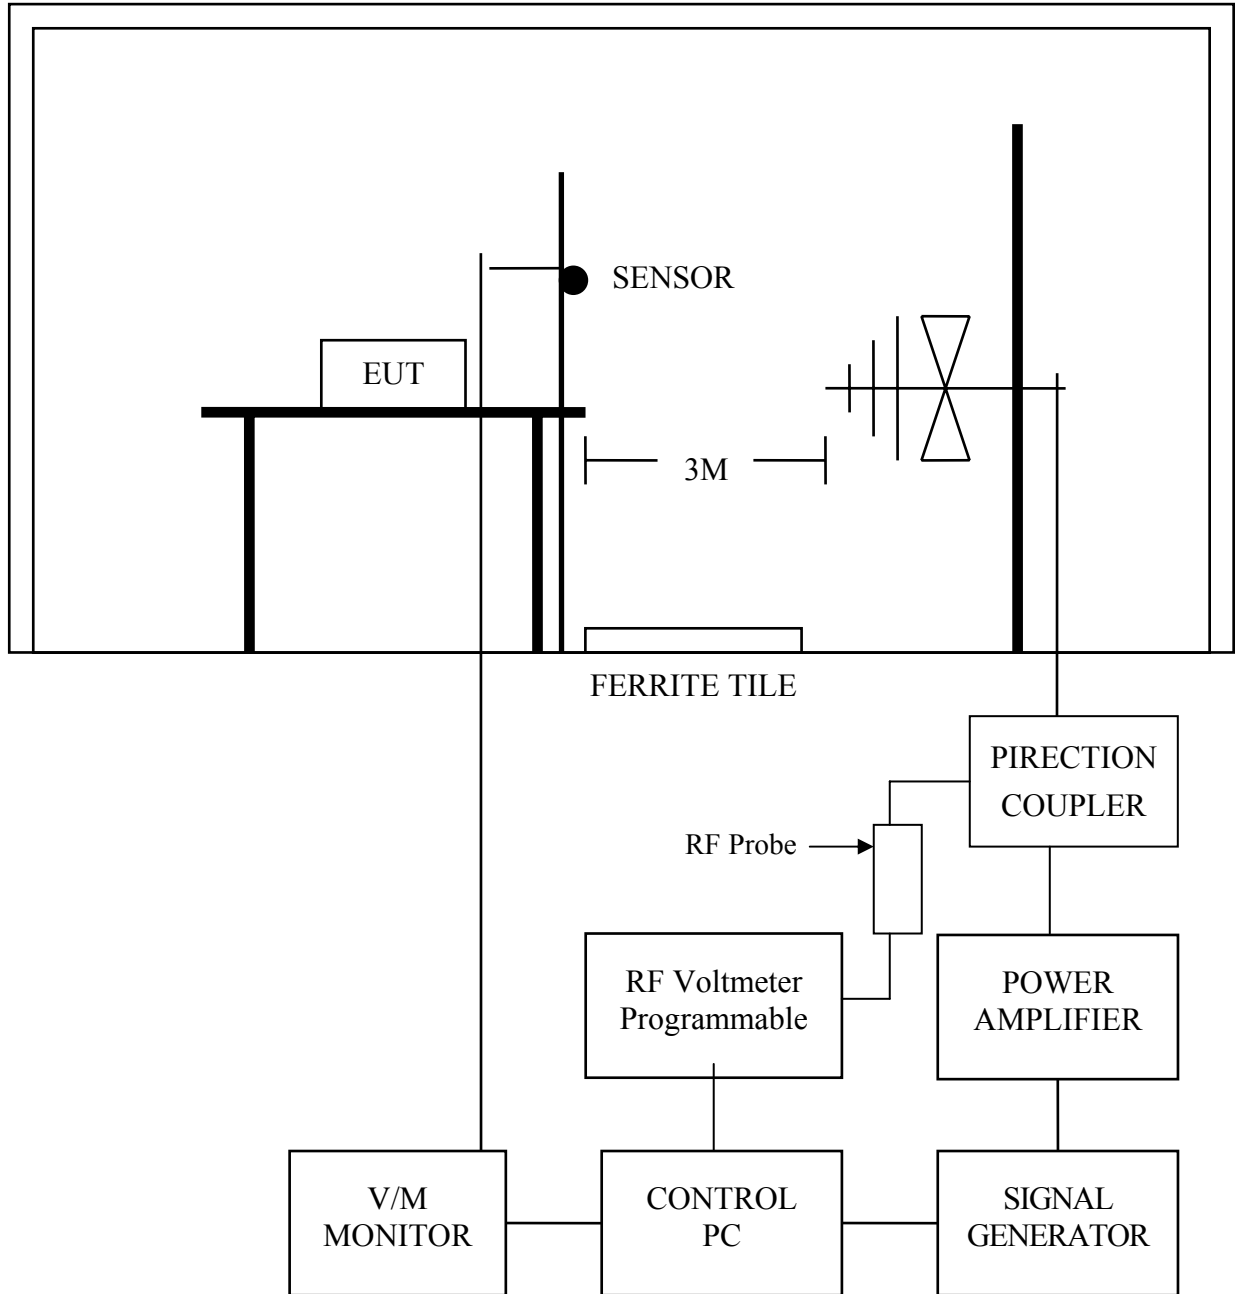 SENSOR
EUT
3M
FERRITE TILE
PIRECTION
COUPLER
RF Probe
RF Voltmeter
Programmable
POWER
AMPLIFIER
V/M
MONITOR
CONTROL
PC
SIGNAL
GENERATOR